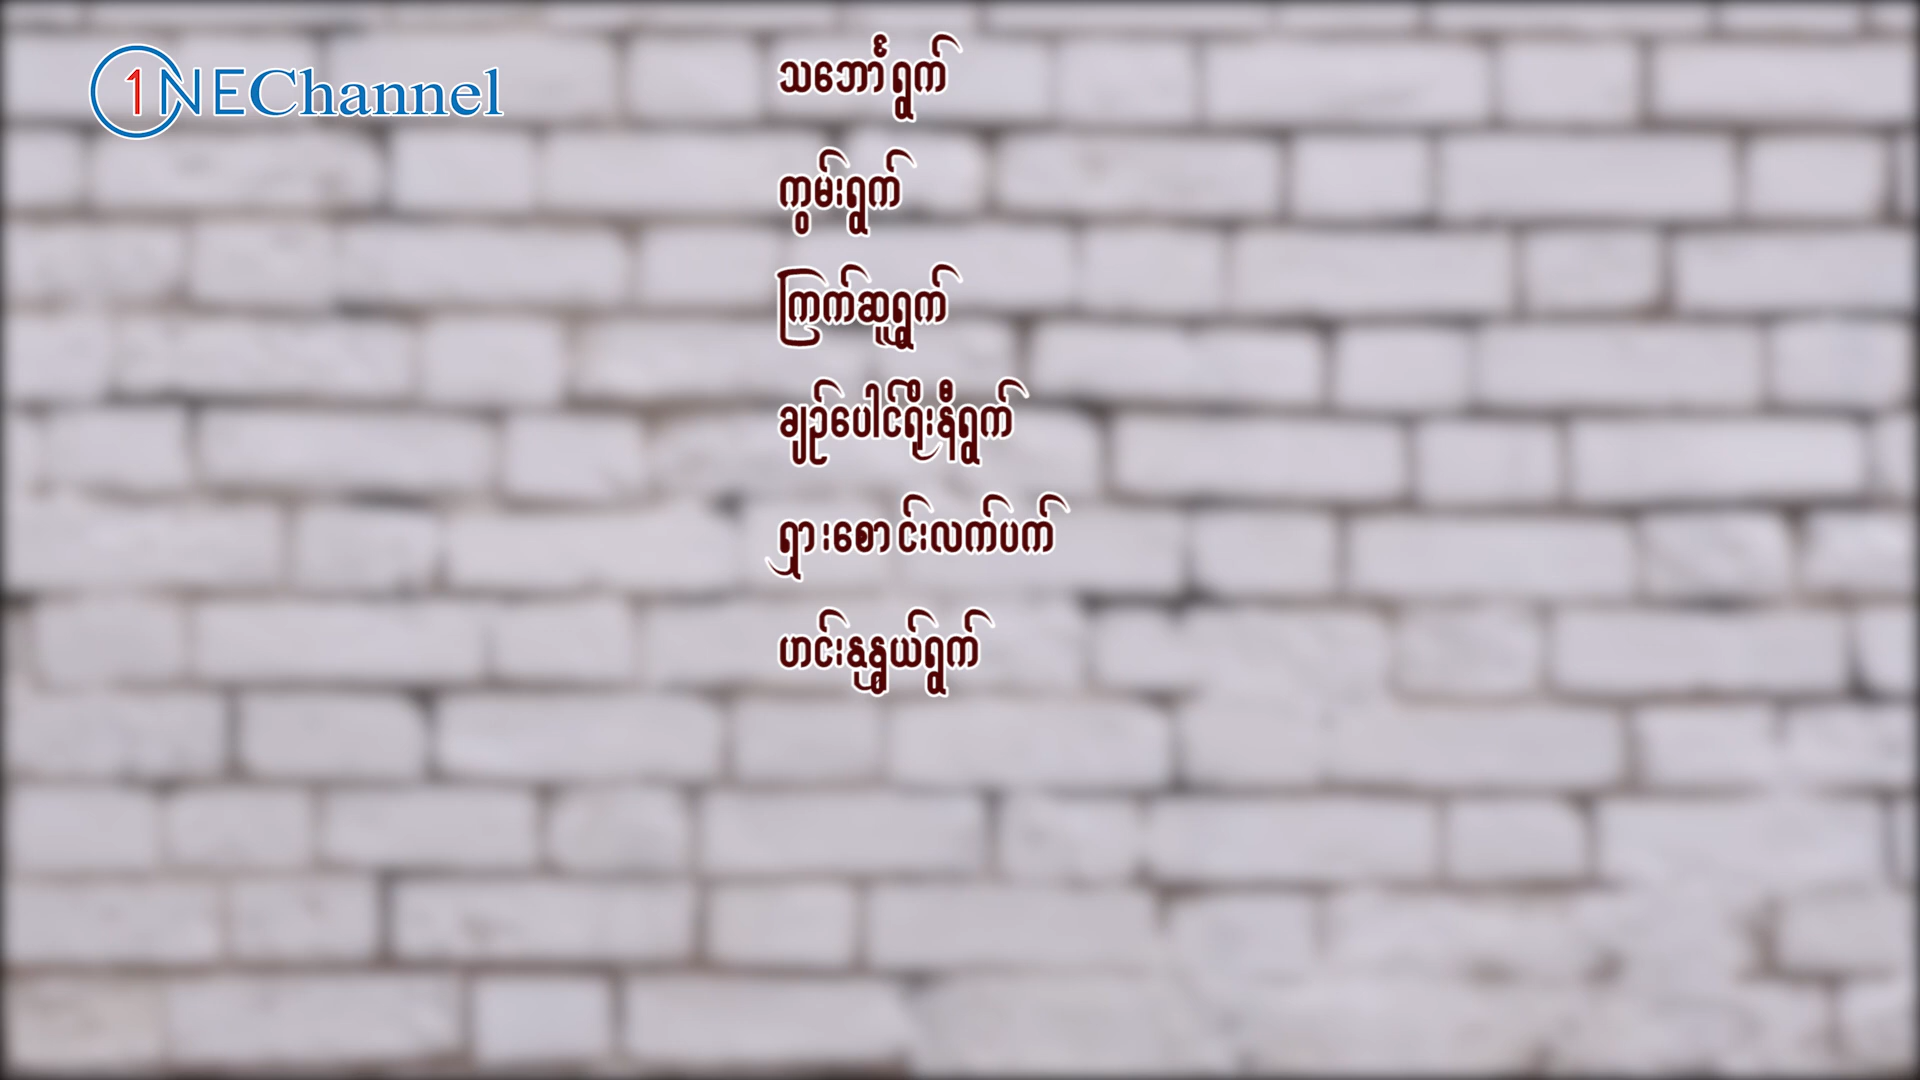 1NEChannel
သင်္ဘောရွက်
ကွမ်းရွက်
ကြက်ဆူရွက်
ချဉ်ပေါင်ရိုးနီရွက်
ရှားစောင်းလက်ပက်
ဟင်းနုနွယ်ရွက်